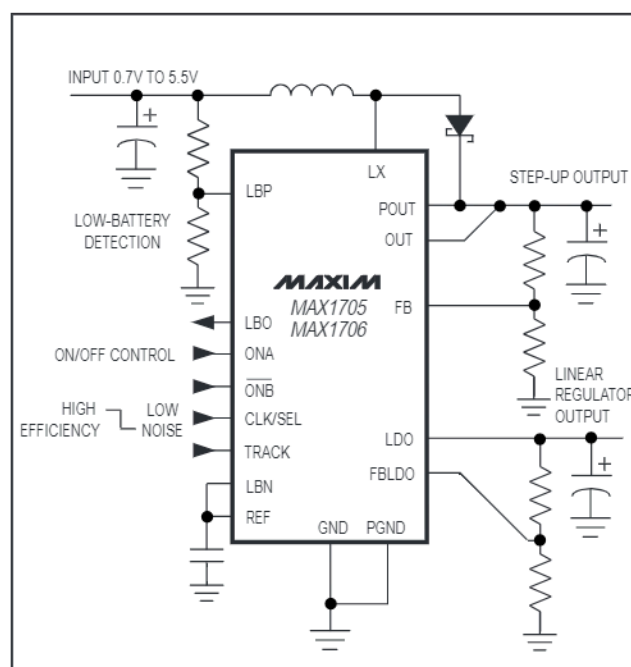 INPUT 0.7V TO 5.5V
+
LX
STEP-UP OUTPUT
LBP
POUT
+
LOW-BATTERY
DETECTION
OUT
MAXIM
MAX1705
MAX1706
FB
LBO
ON/OFF CONTROL
ONA
ONB
LINEAR
REGULATOR
OUTPUT
HIGH
EFFICIENCY
LOW
NOISE
CLK/SEL
LDO
+
TRACK
FBLDO
LBN
REF
GND
PGND